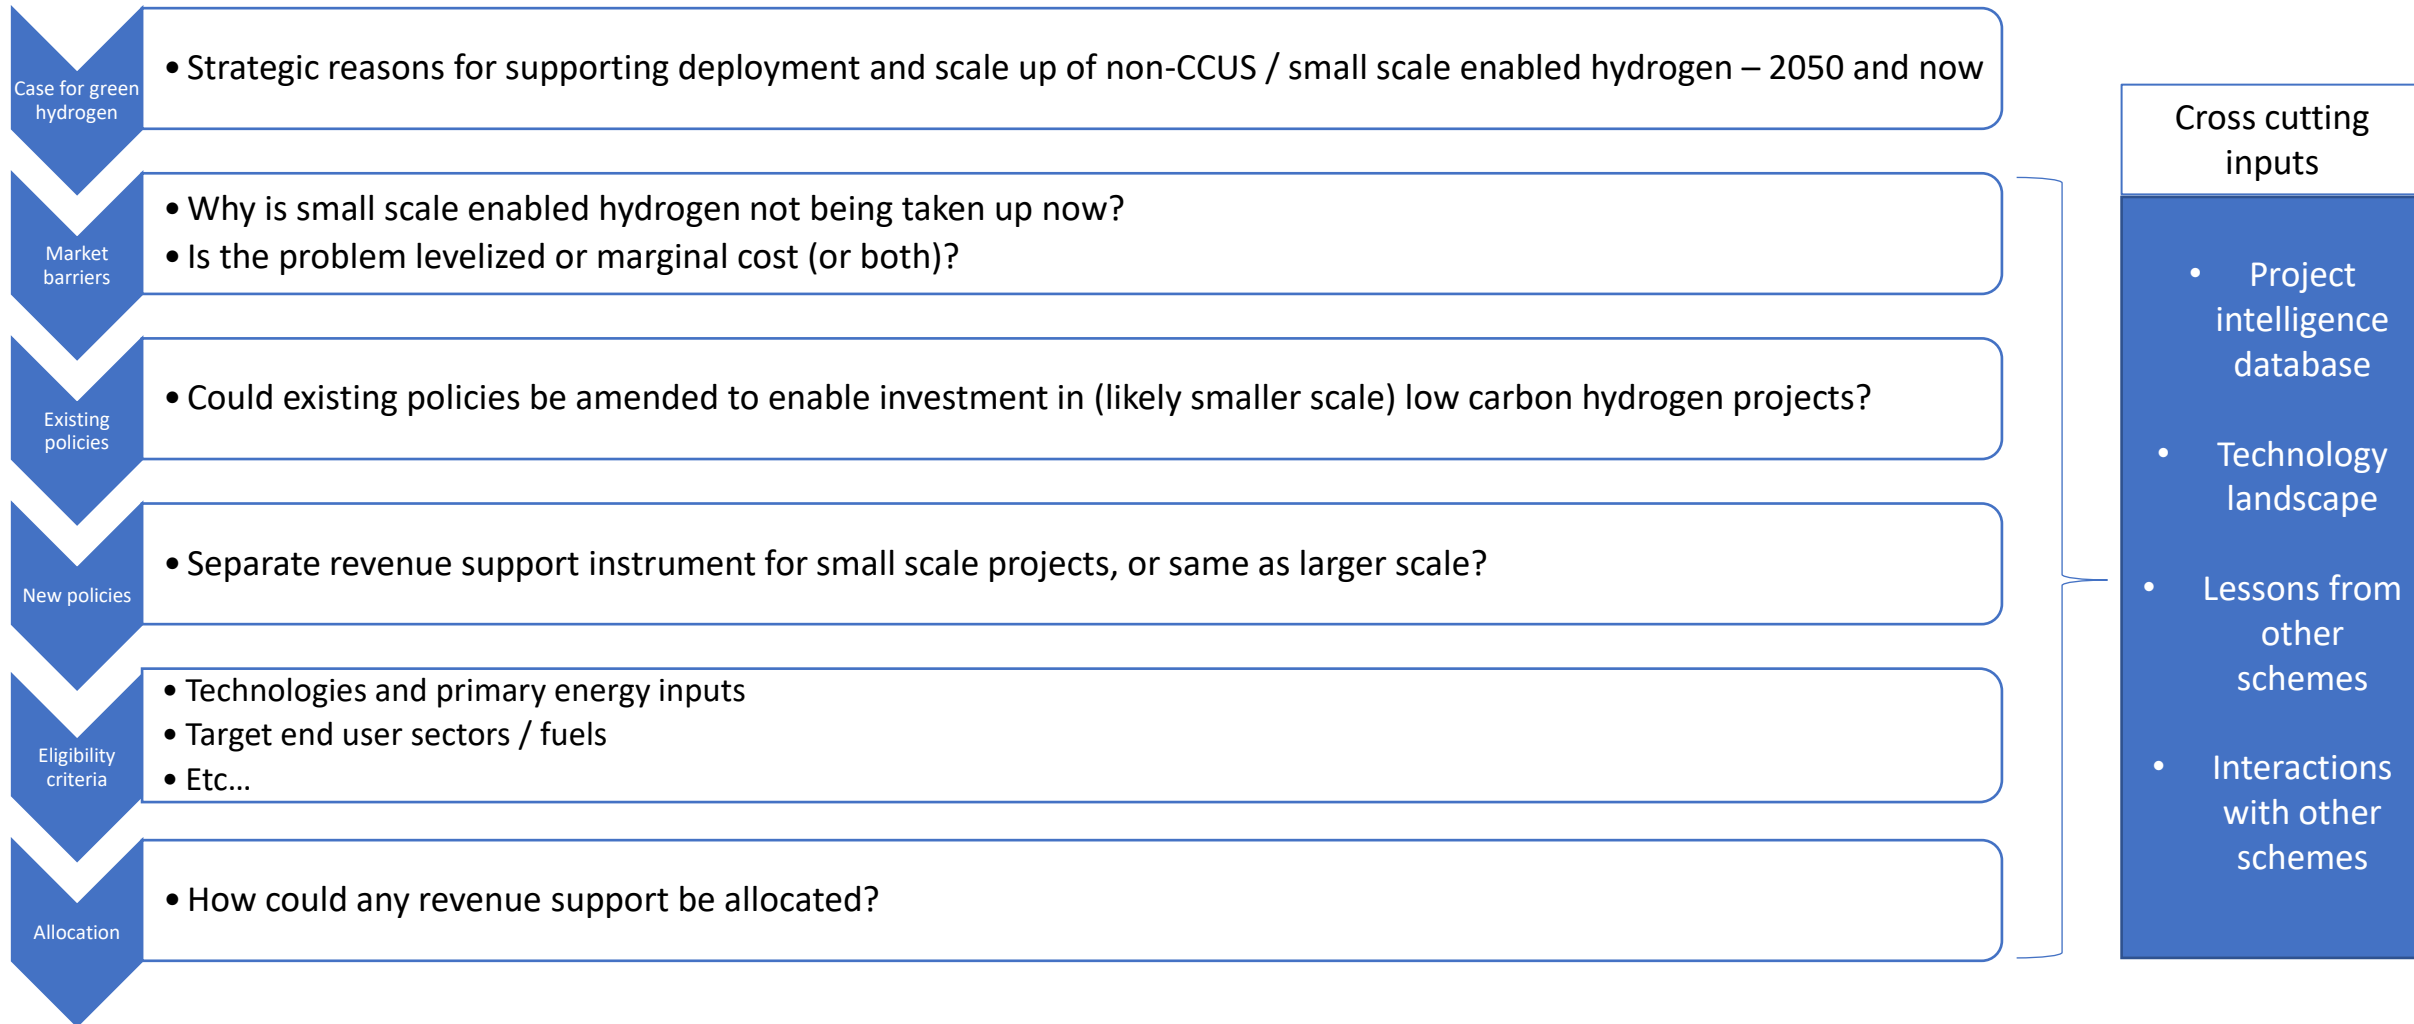 Case for green
hydrogen
• Strategic reasons for supporting deployment and scale up of non-CCUS / small scale enabled hydrogen – 2050 and now
Market
barriers
• Why is small scale enabled hydrogen not being taken up now?
• Is the problem levelized or marginal cost (or both)?
Existing
policies
• Could existing policies be amended to enable investment in (likely smaller scale) low carbon hydrogen projects?
New policies
• Separate revenue support instrument for small scale projects, or same as larger scale?
Eligibility
criteria
• Technologies and primary energy inputs
• Target end user sectors / fuels
• Etc…
Allocation
• How could any revenue support be allocated?
Cross cutting
inputs
• Project
intelligence
database
• Technology
landscape
• Lessons from
other
schemes
• Interactions
with other
schemes